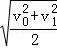 √((v₀² + v₁²)/2)